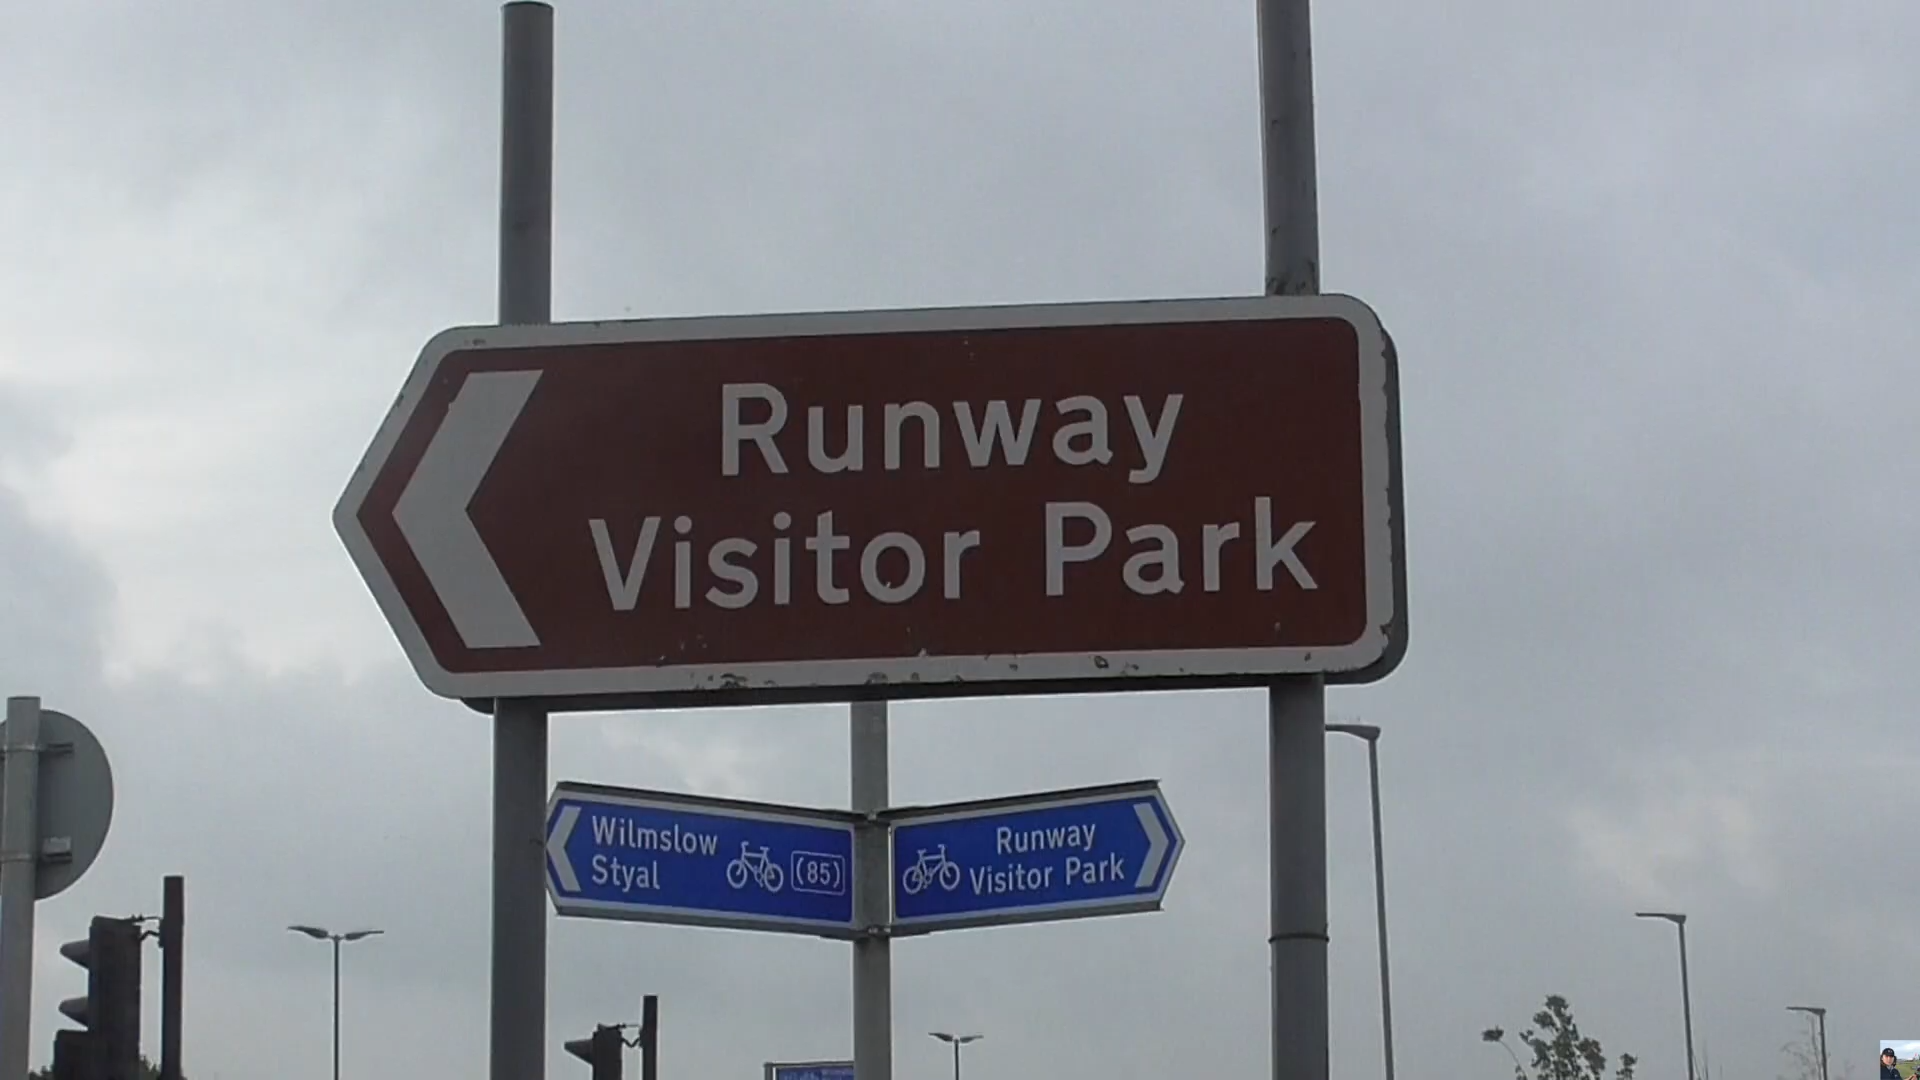 Runway
Visitor Park
Wilmslow
Styal
(85)
Runway
Visitor Park